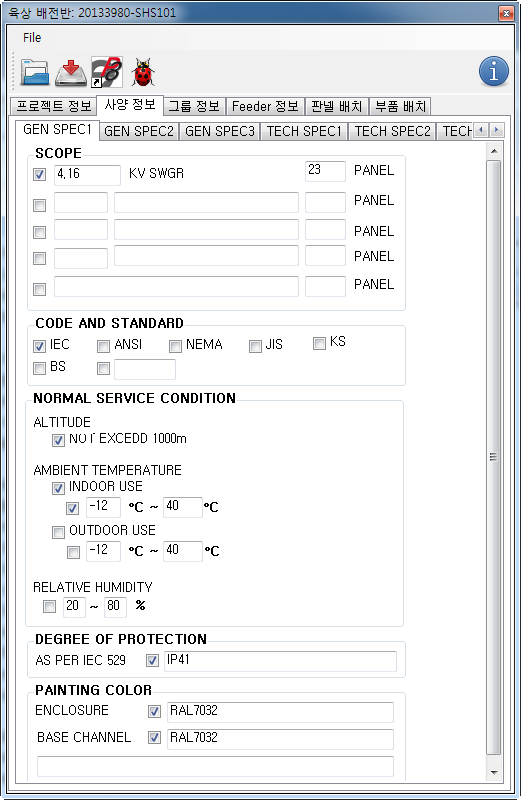 육상 배전반: 20133980-SHS101
File
프로젝트 정보 사양 정보 그룹 정보 Feeder 정보 판넬 배치 부품 배치
GEN SPEC1 GEN SPEC2 GEN SPEC3 TECH SPEC1 TECH SPEC2 TECH
SCOPE
4.16 KV SWGR 23 PANEL
PANEL
PANEL
PANEL
PANEL
CODE AND STANDARD
IEC ANSI NEMA JIS KS
BS
NORMAL SERVICE CONDITION
ALTITUDE
NOT EXCEDD 1000m
AMBIENT TEMPERATURE
INDOOR USE
-12 °C ~ 40 °C
OUTDOOR USE
-12 °C ~ 40 °C
RELATIVE HUMIDITY
20 ~ 80 %
DEGREE OF PROTECTION
AS PER IEC 529 IP41
PAINTING COLOR
ENCLOSURE RAL7032
BASE CHANNEL RAL7032